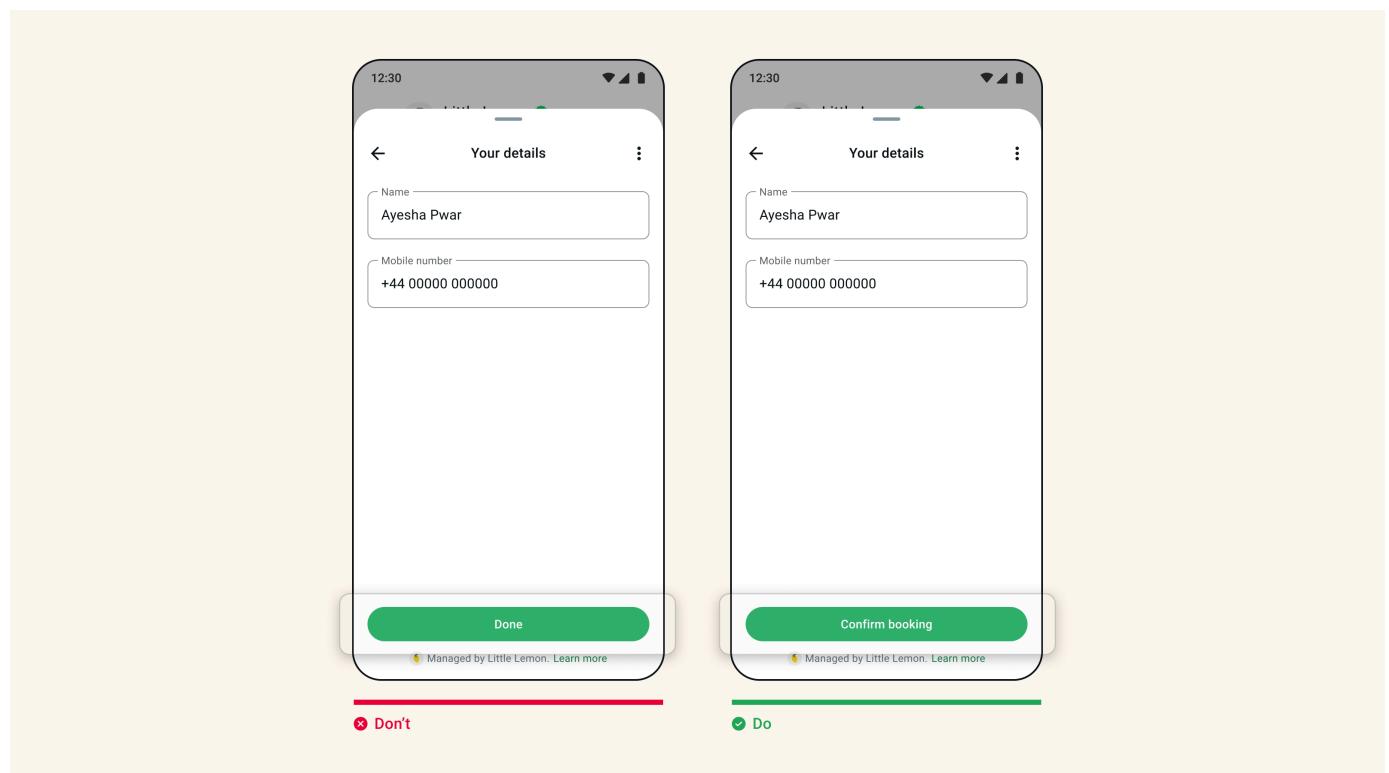 12:30
Your details
Name
Ayesha Pwar
Mobile number
+44 00000 000000
Done
Managed by Little Lemon. Learn more
Don't
12:30
Your details
Name
Ayesha Pwar
Mobile number
+44 00000 000000
Confirm booking
Managed by Little Lemon. Learn more
Do